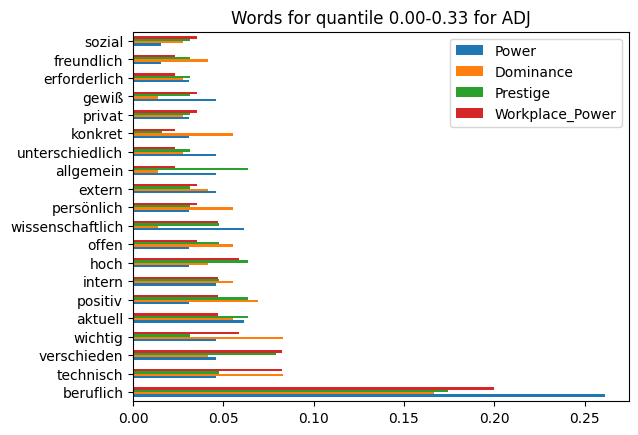 Words for quantile 0.00-0.33 for ADJ
sozial
freundlich
erforderlich
gewiß
privat
konkret
unterschiedlich
allgemein
extern
persönlich
wissenschaftlich
offen
hoch
intern
positiv
aktuell
wichtig
verschieden
technisch
beruflich
Power
Dominance
Prestige
Workplace_Power
0.00 0.05 0.10 0.15 0.20 0.25